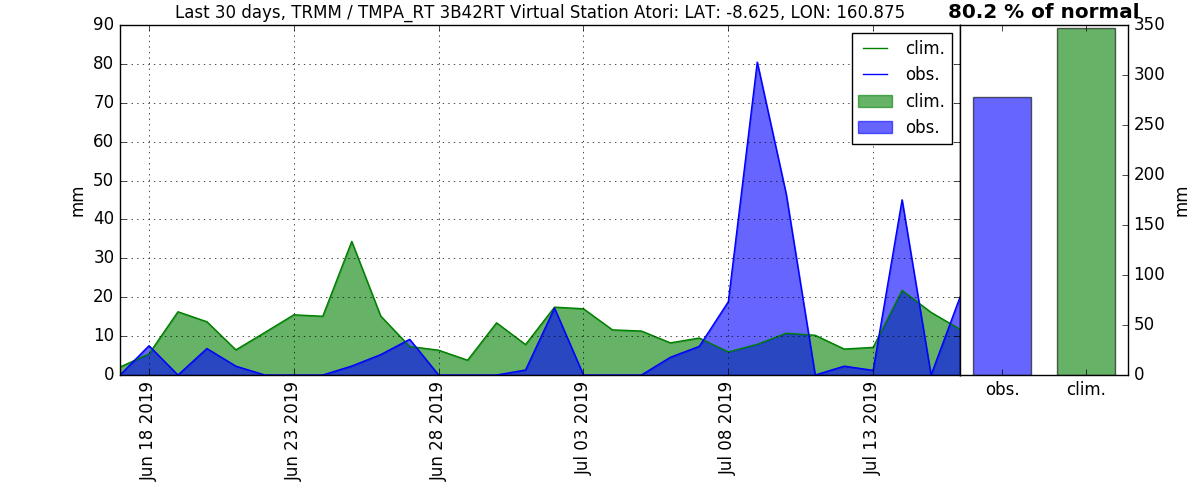 Last 30 days, TRMM / TMPA_RT 3B42RT Virtual Station Atori: LAT: -8.625, LON: 160.875
80.2 % of normal
90
80
70
60
50
40
30
20
10
0
mm
clim.
obs.
clim.
obs.
350
300
250
200
150
100
50
0
mm
Jun 18 2019
Jun 23 2019
Jun 28 2019
Jul 03 2019
Jul 08 2019
Jul 13 2019
obs.
clim.